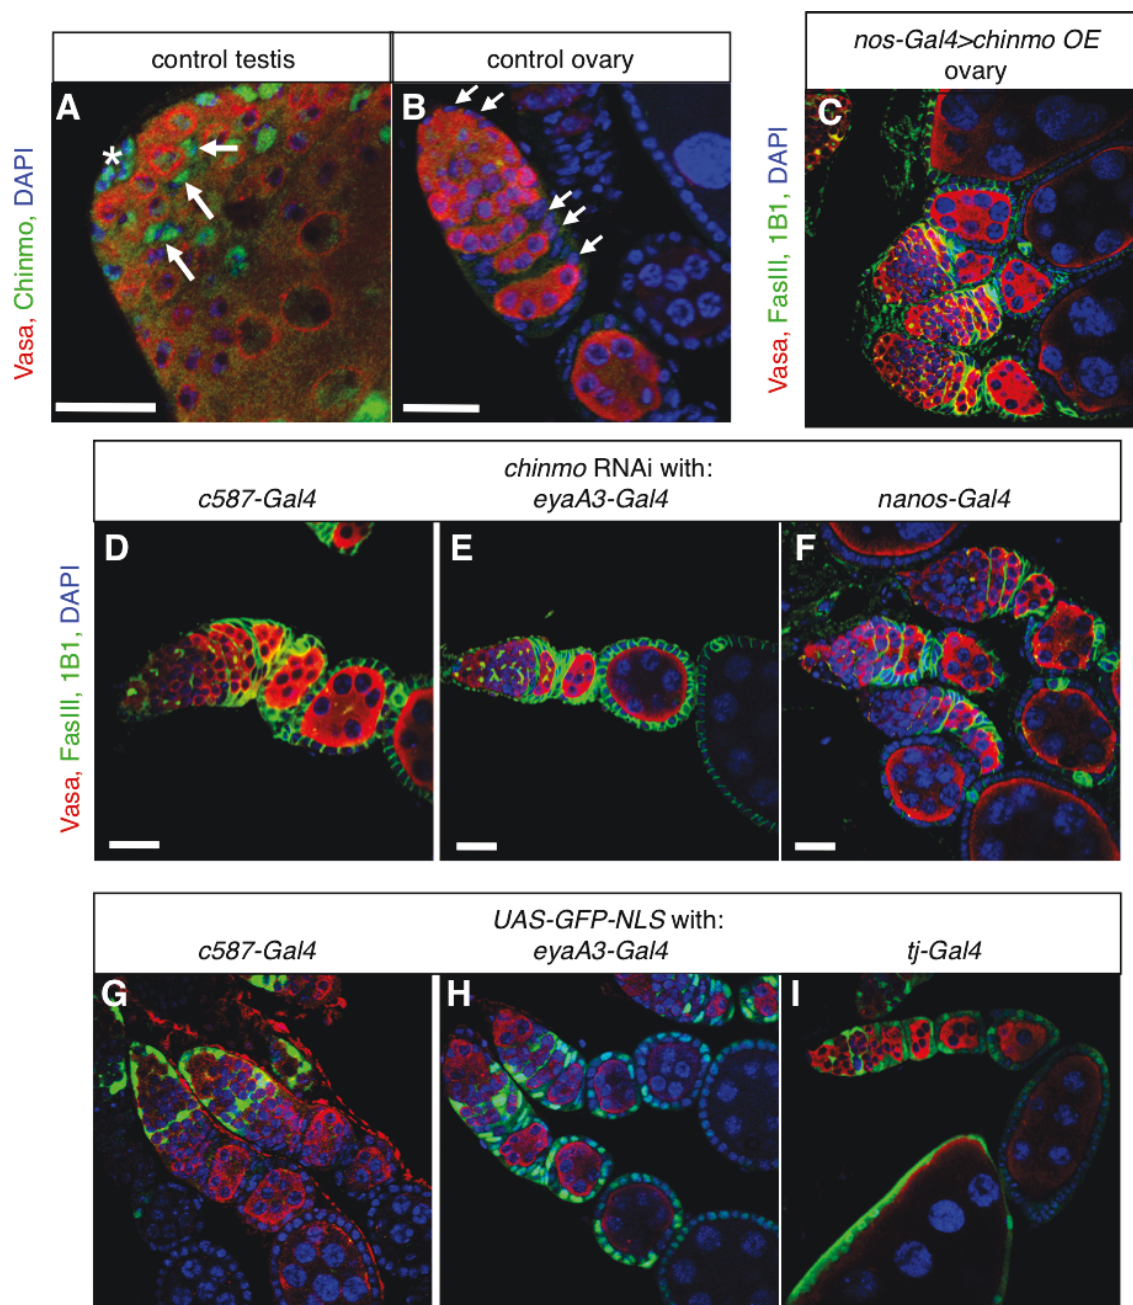 control testis
control ovary
nos-Gal4>chinmo OE
ovary
Vasa, Chinmo, DAPI
A
*
B
Vasa, FasIII, 1B1, DAPI
C
chinmo RNAi with:
c587-Gal4
eyaA3-Gal4
nanos-Gal4
Vasa, FasIII, 1B1, DAPI
D
E
F
UAS-GFP-NLS with:
c587-Gal4
eyaA3-Gal4
tj-Gal4
G
H
I